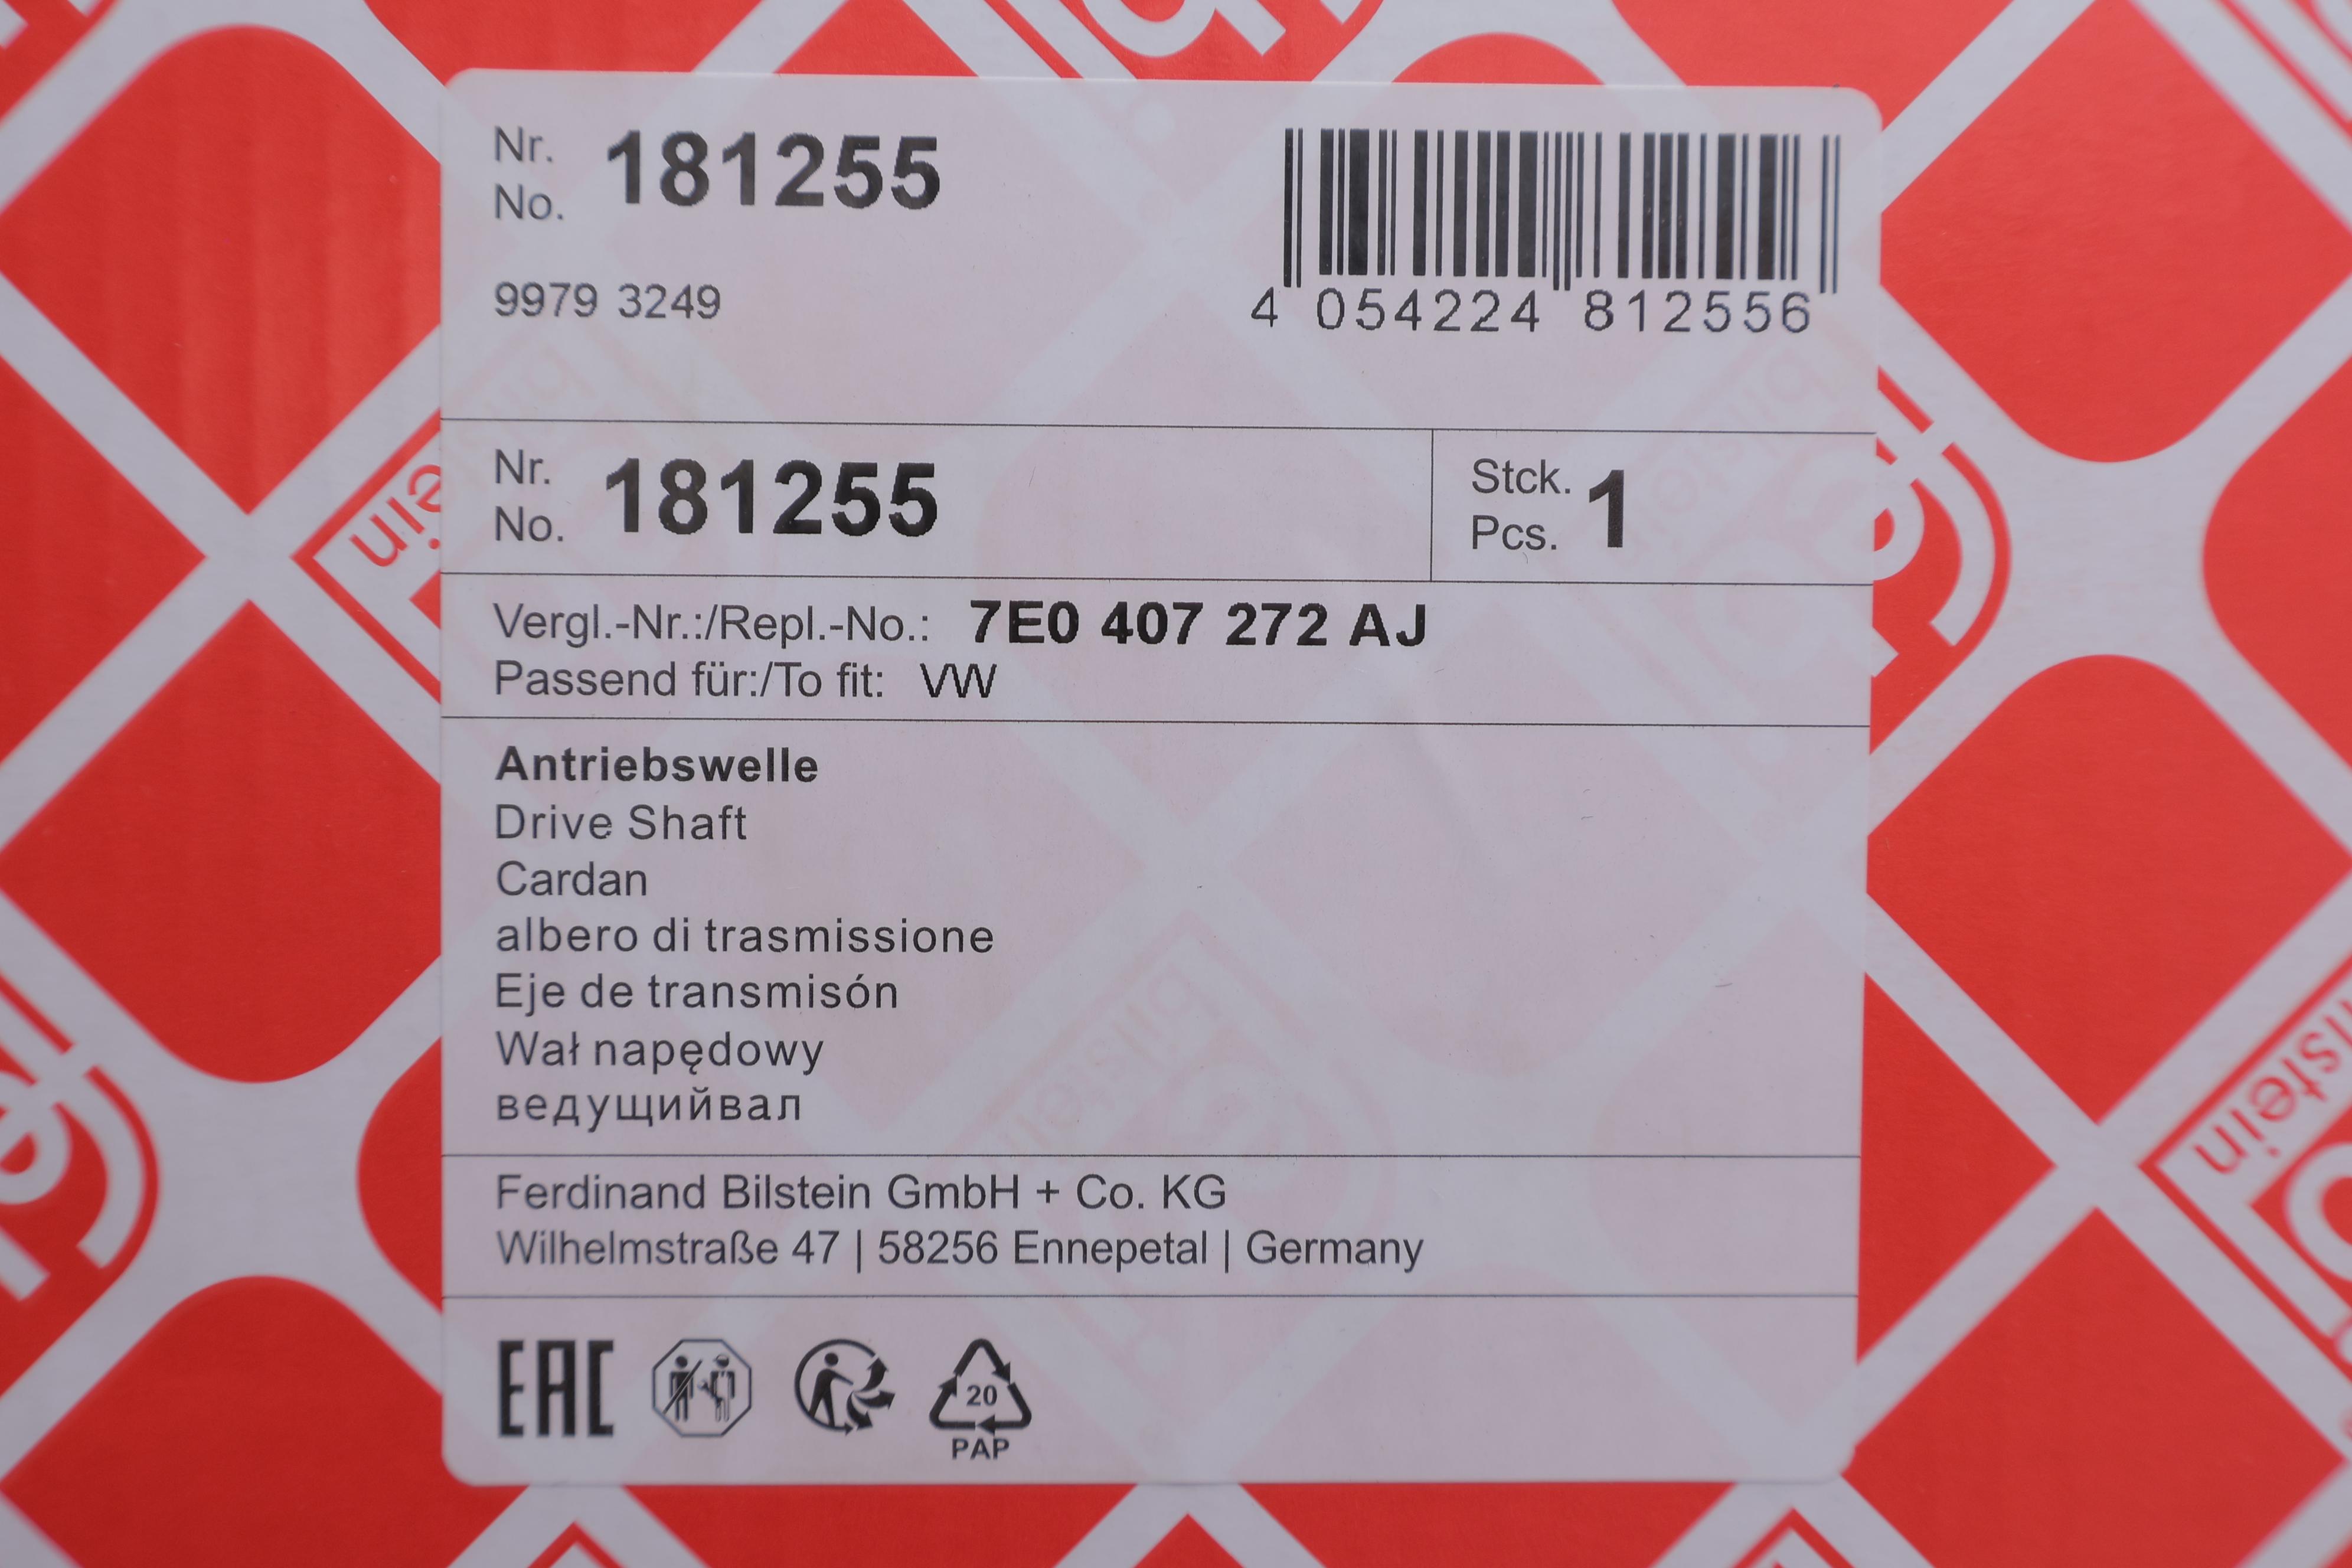 Nr.
No.
181255
9979 3249
4 054224 812556
Nr.
No.
181255
Stck.
Pcs.
1
Vergl.-Nr.:/Repl.-No.: 7E0 407 272 AJ
Passend für:/To fit: VW
Antriebswelle
Drive Shaft
Cardan
albero di trasmissione
Eje de transmisón
Wał napędowy
ведущийвал
Ferdinand Bilstein GmbH + Co. KG
Wilhelmstraße 47 | 58256 Ennepetal | Germany
EAC
20
PAP